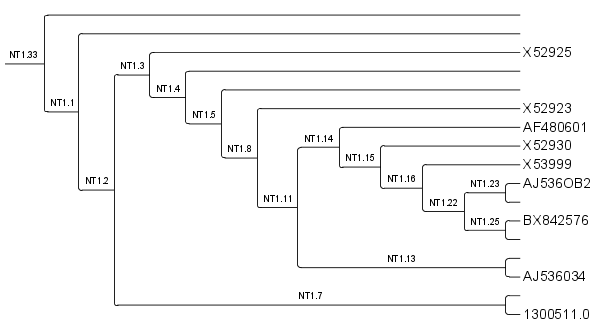 NT1.33
X52925
NT1.3
NT1.4
NT1.1
X52923
NT1.5
AF480601
NT1.14
X52930
NT1.8
NT1.15
X53999
NT1.16
AJ536OB2
NT1.23
NT1.2
NT1.11
NT1.22
BX842576
NT1.25
NT1.13
AJ536034
NT1.7
1300511.0